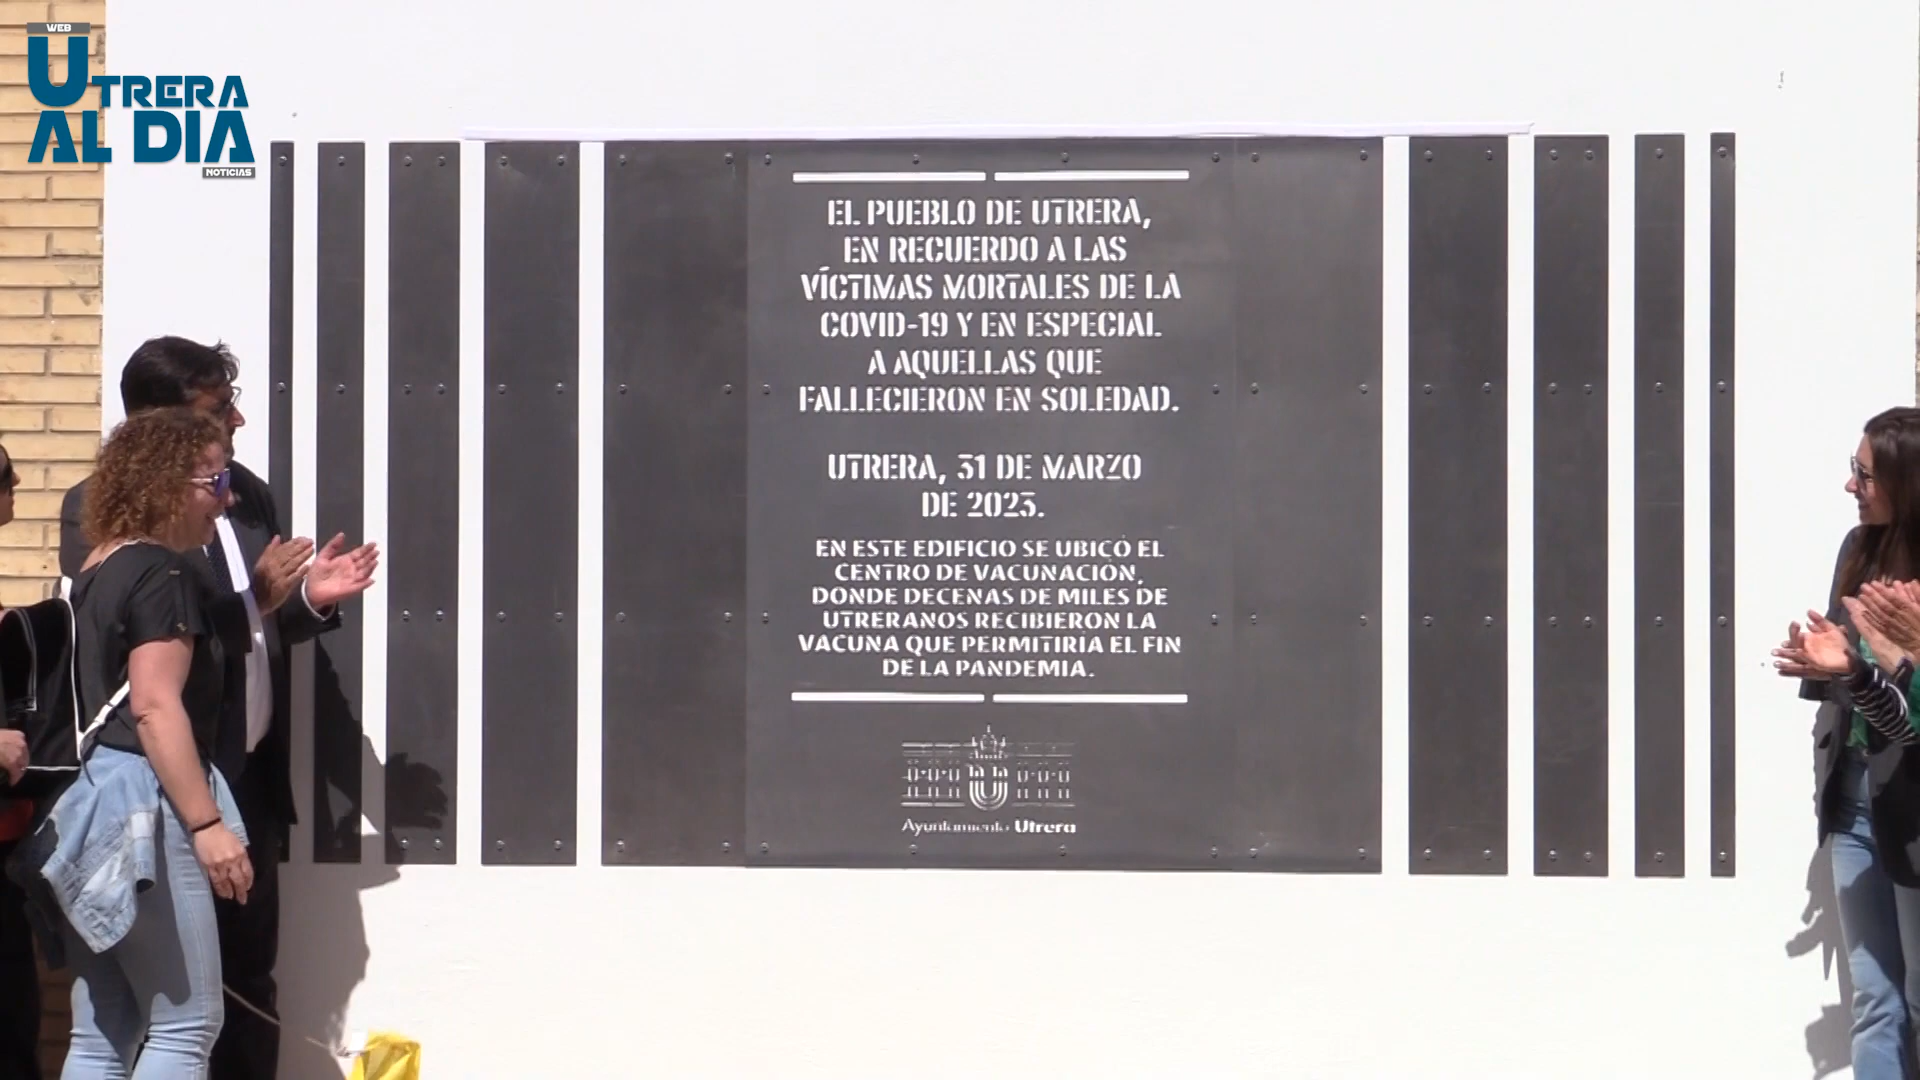 WEB
UTRERA
AL DIA
NOTICIAS
EL PUEBLO DE UTRERA,
EN RECUERDO A LAS
VÍCTIMAS MORTALES DE LA
COVID-19 Y EN ESPECIAL
A AQUELLAS QUE
FALLECIERON EN SOLEDAD.
UTRERA, 31 DE MARZO
DE 2023.
EN ESTE EDIFICIO SE UBICÓ EL
CENTRO DE VACUNACIÓN,
DONDE DECENAS DE MILES DE
UTRERANOS RECIBIERON LA
VACUNA QUE PERMITIRÍA EL FIN
DE LA PANDEMIA.
Ayuntamiento Utrera